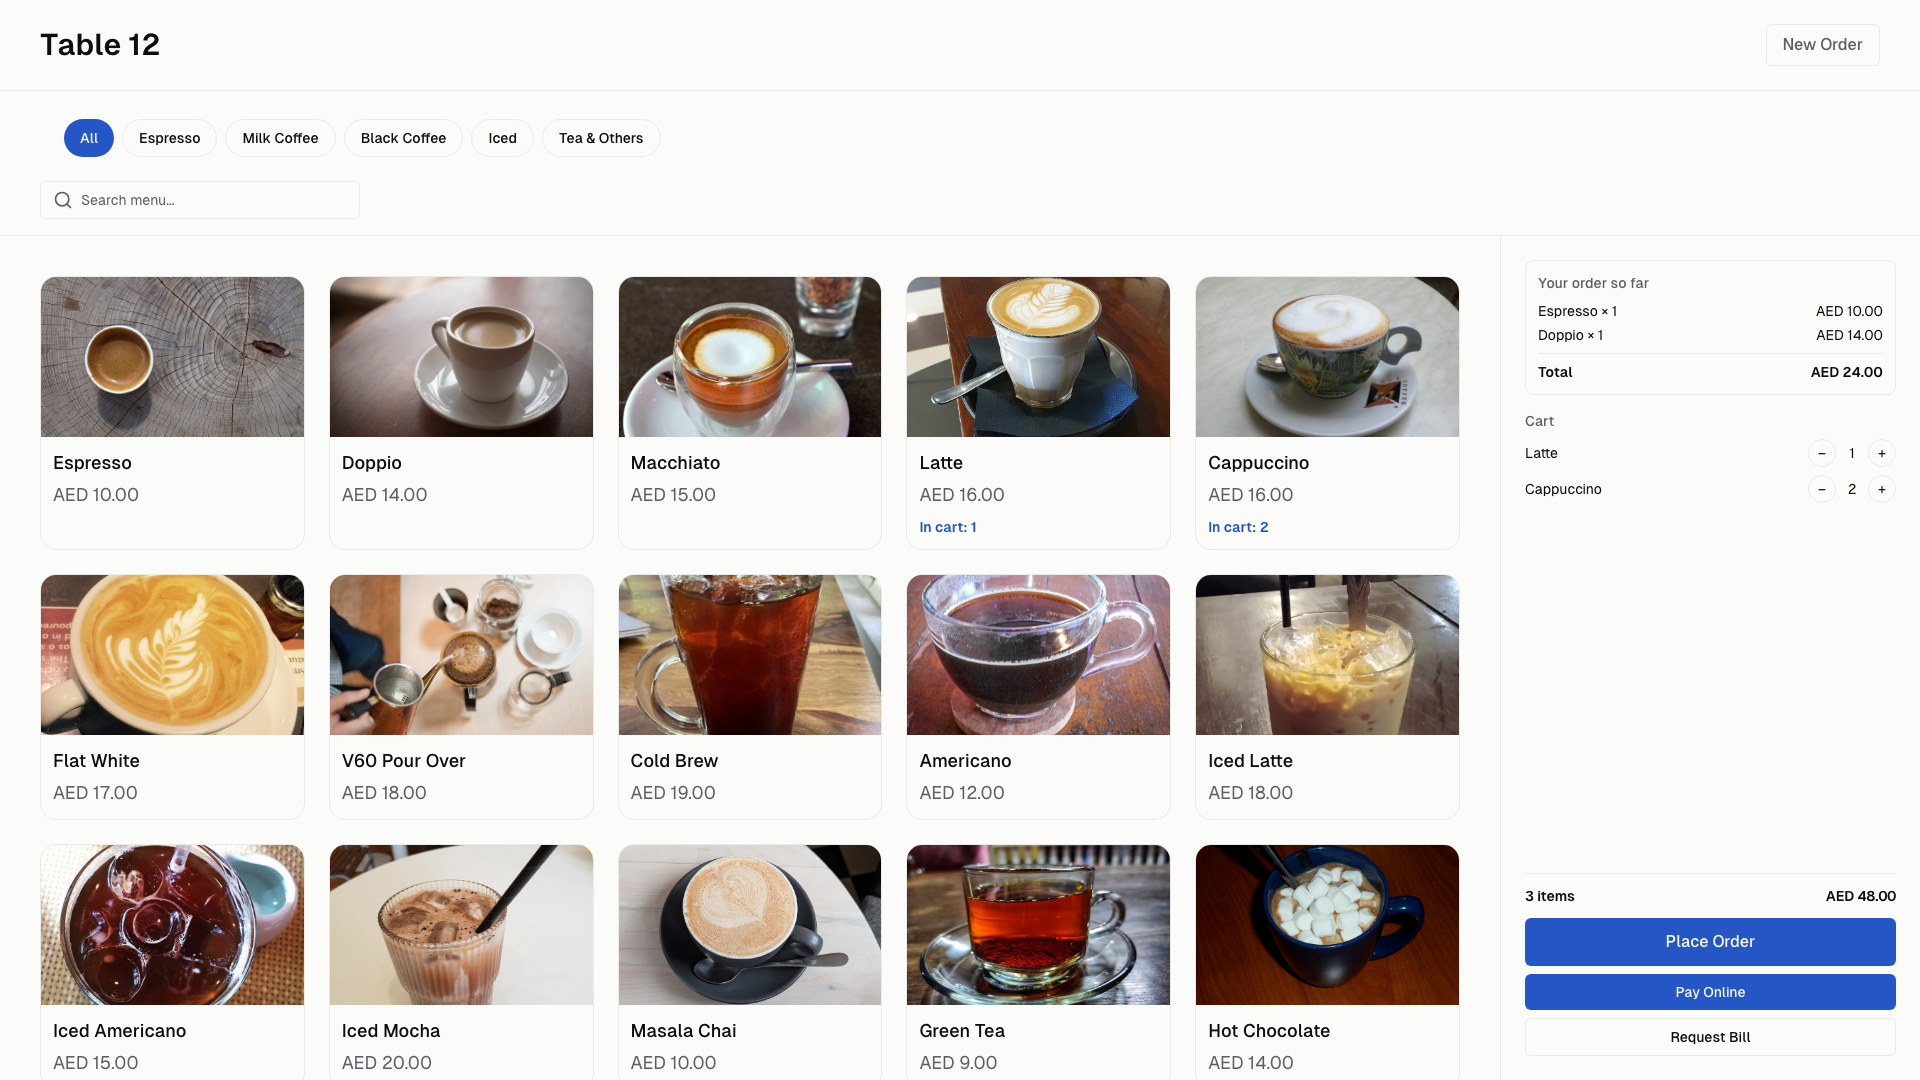 Table 12
New Order
All
Espresso
Milk Coffee
Black Coffee
Iced
Tea & Others
Search menu...
Espresso
AED 10.00
Doppio
AED 14.00
Macchiato
AED 15.00
Latte
AED 16.00
In cart: 1
Cappuccino
AED 16.00
In cart: 2
Flat White
AED 17.00
V60 Pour Over
AED 18.00
Cold Brew
AED 19.00
Americano
AED 12.00
Iced Latte
AED 18.00
Iced Americano
AED 15.00
Iced Mocha
AED 20.00
Masala Chai
AED 10.00
Green Tea
AED 9.00
Hot Chocolate
AED 14.00
Your order so far
Espresso × 1 AED 10.00
Doppio × 1 AED 14.00
Total AED 24.00
Cart
Latte − 1 +
Cappuccino − 2 +
3 items AED 48.00
Place Order
Pay Online
Request Bill